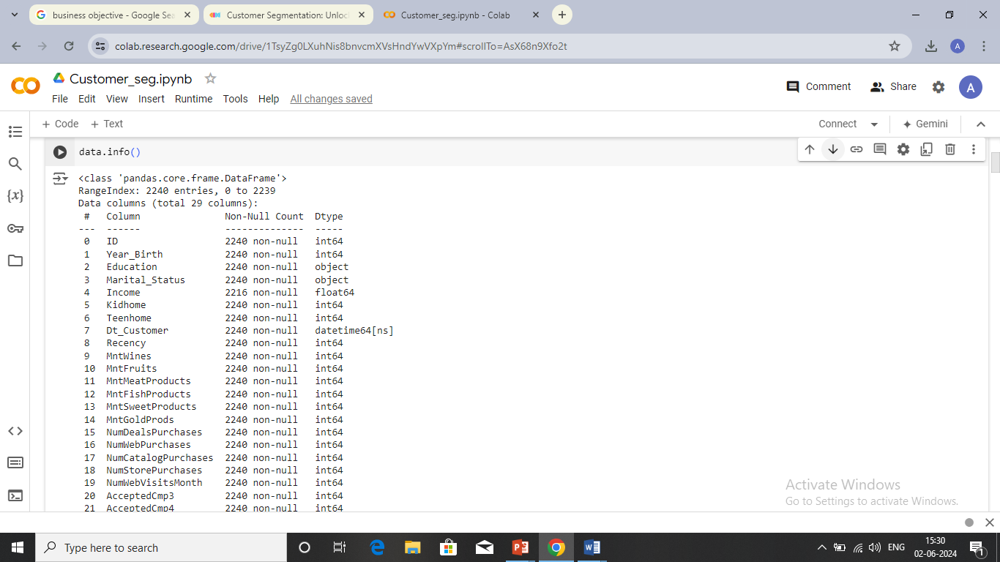 business objective - Google Sea
Customer Segmentation: Unloc
Customer_seg.ipynb - Colab
colab.research.google.com/drive/1TsyZg0LXuhNis8bnvcmXVsHndYwVXpYm#scrollTo=AsX68n9Xfo2t
A
Customer_seg.ipynb
File Edit View Insert Runtime Tools Help All changes saved
Comment Share A
+ Code + Text
Connect Gemini
data.info()
<class 'pandas.core.frame.DataFrame'>
RangeIndex: 2240 entries, 0 to 2239
Data columns (total 29 columns):
# Column Non-Null Count Dtype
--- ------ -------------- -----
0 ID 2240 non-null int64
1 Year_Birth 2240 non-null int64
2 Education 2240 non-null object
3 Marital_Status 2240 non-null object
4 Income 2216 non-null float64
5 Kidhome 2240 non-null int64
6 Teenhome 2240 non-null int64
7 Dt_Customer 2240 non-null datetime64[ns]
8 Recency 2240 non-null int64
9 MntWines 2240 non-null int64
10 MntFruits 2240 non-null int64
11 MntMeatProducts 2240 non-null int64
12 MntFishProducts 2240 non-null int64
13 MntSweetProducts 2240 non-null int64
14 MntGoldProds 2240 non-null int64
15 NumDealsPurchases 2240 non-null int64
16 NumWebPurchases 2240 non-null int64
17 NumCatalogPurchases 2240 non-null int64
18 NumStorePurchases 2240 non-null int64
19 NumWebVisitsMonth 2240 non-null int64
20 AcceptedCmp3 2240 non-null int64
21 AcceptedCmp4 2240 non-null int64
Activate Windows
Go to Settings to activate Windows.
Type here to search
ENG
15:30
02-06-2024
1